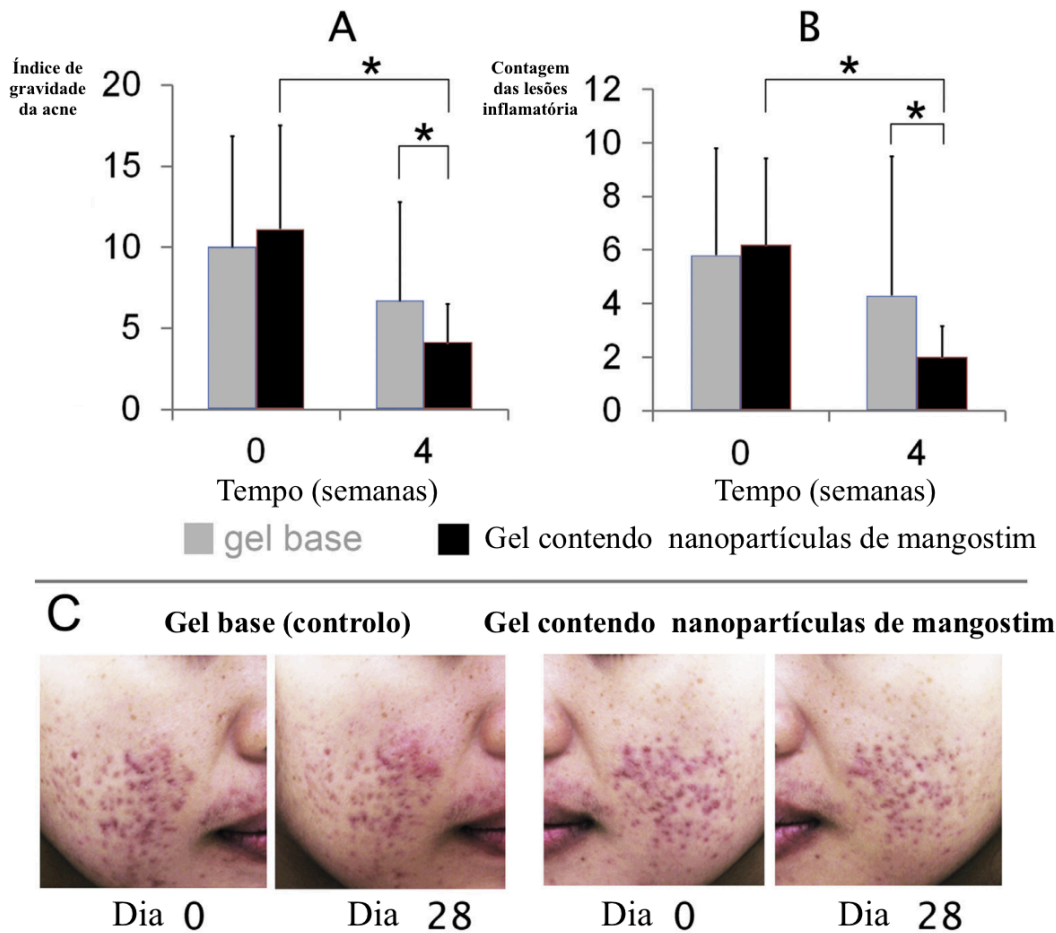 A
Índice de
gravidade
da acne
*
*
20
15
10
5
0
0 4
Tempo (semanas)
B
Contagem
das lesões
inflamatória
*
*
12
10
8
6
4
2
0
0 4
Tempo (semanas)
gel base Gel contendo nanopartículas de mangostim
C
Gel base (controlo) Gel contendo nanopartículas de mangostim
Dia 0 Dia 28 Dia 0 Dia 28